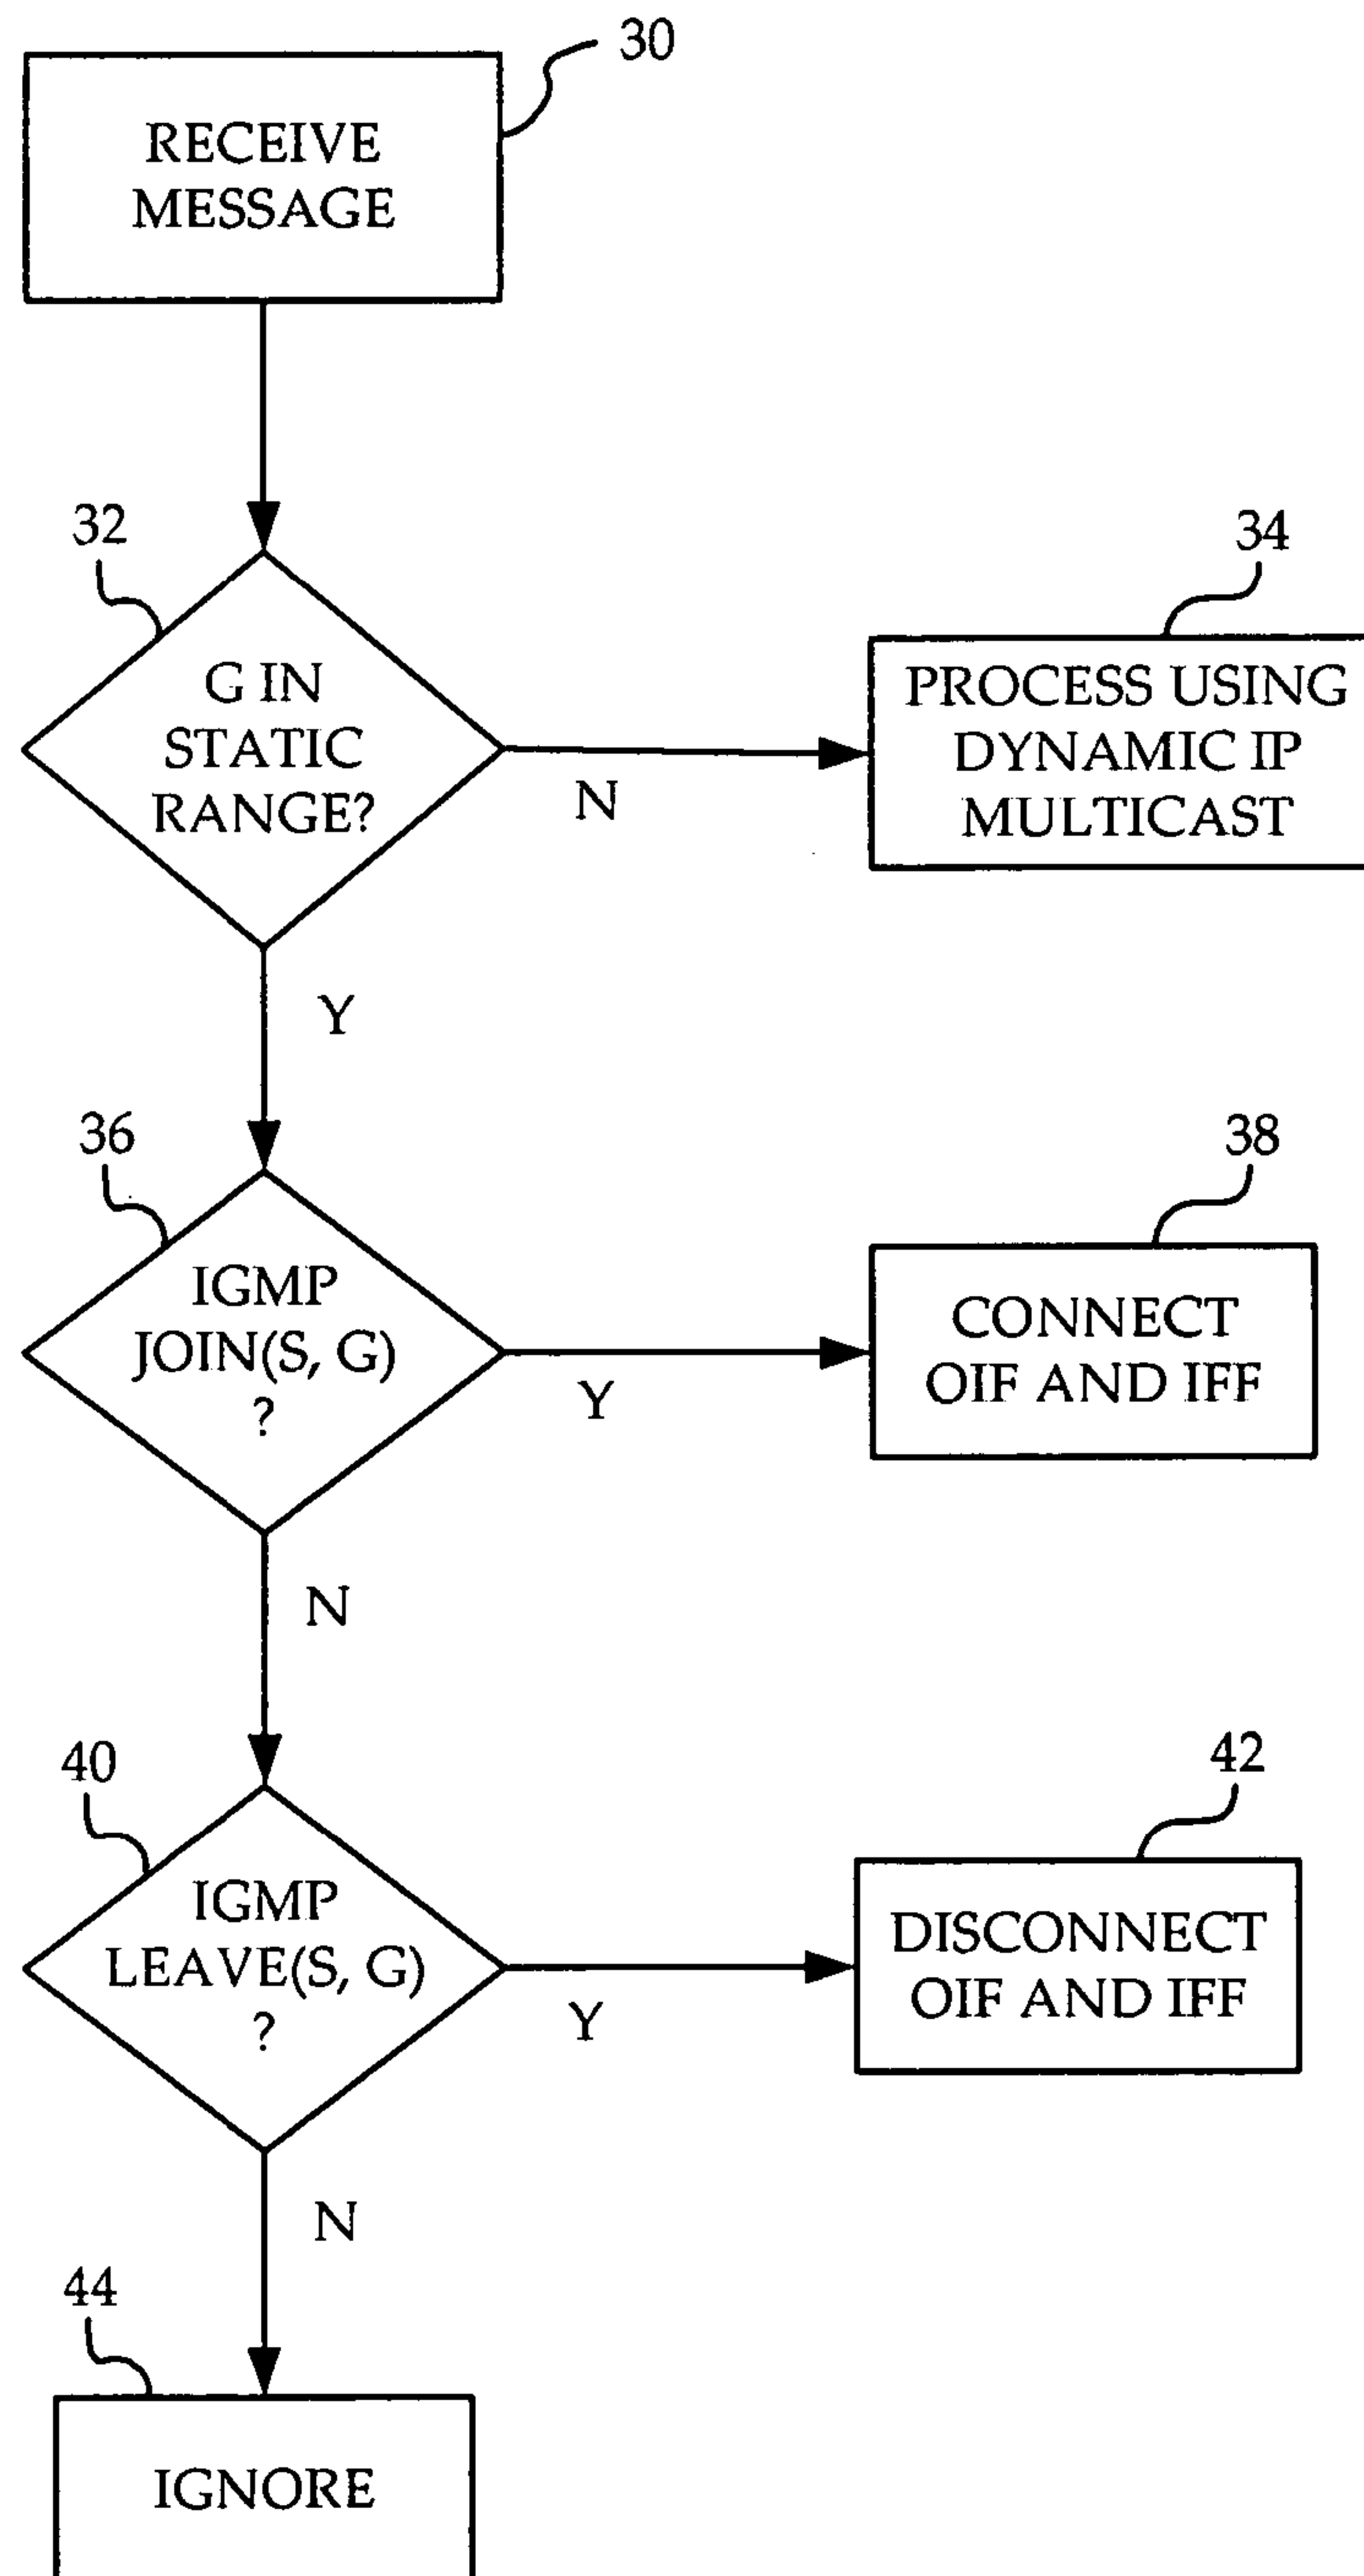 30
RECEIVE
MESSAGE
32
34
G IN
STATIC
RANGE?
PROCESS USING
DYNAMIC IP
MULTICAST
N
Y
36
38
IGMP
JOIN(S, G)
?
CONNECT
OIF AND IFF
Y
N
40
42
IGMP
LEAVE(S, G)
?
DISCONNECT
OIF AND IFF
Y
N
44
IGNORE